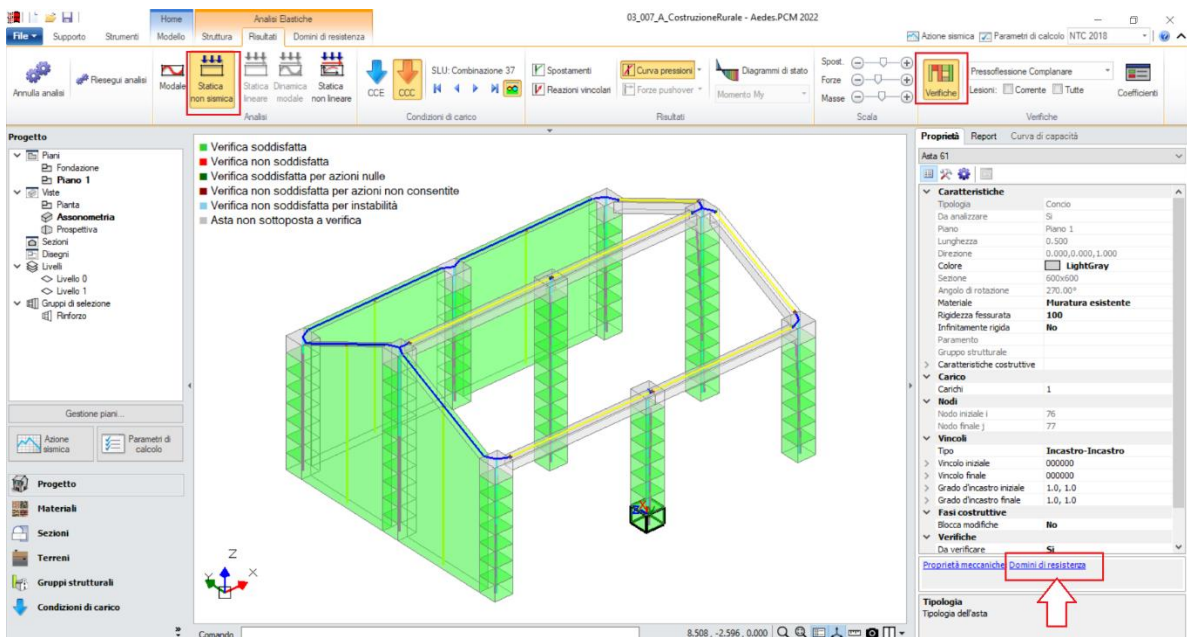 03_007_A_CostruzioneRurale - Aedes.PCM 2022
Home
Analisi Elastiche
File
Supporto
Strumenti
Modello
Struttura
Risultati
Domini di resistenza
Azione sismica
Parametri di calcolo
NTC 2018
Annulla analisi
Riesegui analisi
Modale
Statica non sismica
Statica lineare
Dinamica modale
Statica non lineare
Analisi
CCE
CCC
SLU: Combinazione 37
Condizioni di carico
Spostamenti
Reazioni vincolari
Curva pressioni
Forze pushover
Diagrammi di stato
Momento My
Risultati
Spost.
Forze
Masse
Scala
Verifiche
Pressoflessione Complanare
Lesioni:
Corrente
Tutte
Coefficienti
Verifiche
Progetto
Piani
Fondazione
Piano 1
Viste
Pianta
Assonometria
Prospettiva
Sezioni
Disegni
Livelli
Livello 0
Livello 1
Gruppi di selezione
Rinforzo
Gestione piani...
Azione sismica
Parametri di calcolo
Progetto
Materiali
Sezioni
Terreni
Gruppi strutturali
Condizioni di carico
Verifica soddisfatta
Verifica non soddisfatta
Verifica soddisfatta per azioni nulle
Verifica non soddisfatta per azioni non consentite
Verifica non soddisfatta per instabilità
Asta non sottoposta a verifica
Z
Y
X
Comando
8.508 , -2.596 , 0.000
Proprietà
Report
Curva di capacità
Asta 61
Caratteristiche
Tipologia Concio
Da analizzare Si
Piano Piano 1
Lunghezza 0.500
Direzione 0.000,0.000,1.000
Colore LightGray
Sezione 600x600
Angolo di rotazione 270.00°
Materiale Muratura esistente
Rigidezza fessurata 100
Infinitamente rigida No
Paramento
Gruppo strutturale
Caratteristiche costruttive
Carico
Carichi 1
Nodi
Nodo iniziale i 76
Nodo finale j 77
Vincoli
Tipo Incastro-Incastro
Vincolo iniziale 000000
Vincolo finale 000000
Grado d'incastro iniziale 1.0, 1.0
Grado d'incastro finale 1.0, 1.0
Fasi costruttive
Blocca modifiche No
Verifiche
Da verificare Si
Proprietà meccaniche
Domini di resistenza
Tipologia
Tipologia dell'asta